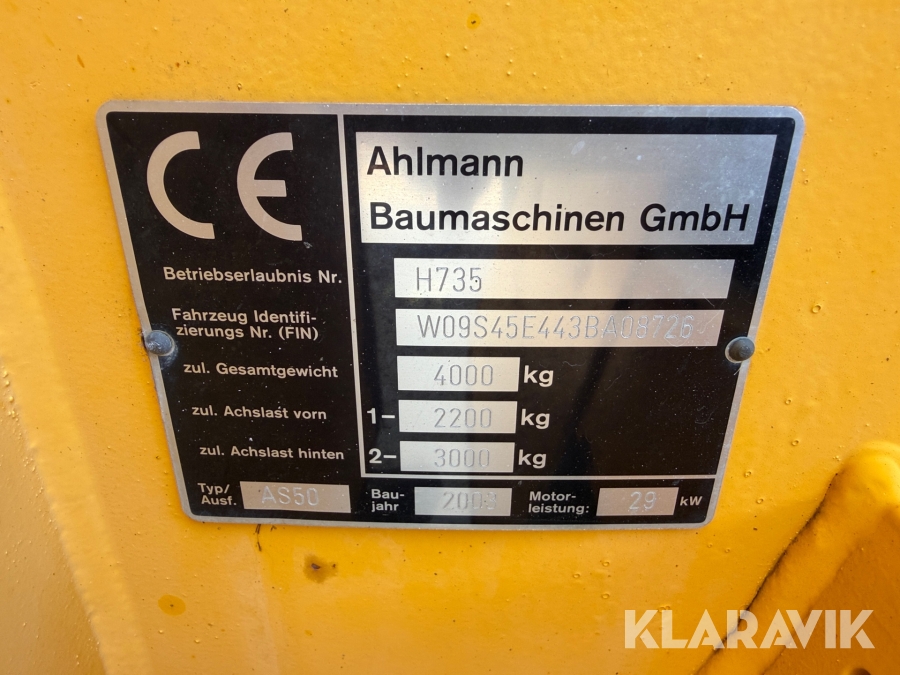 CE
Ahlmann
Baumaschinen GmbH
Betriebserlaubnis Nr. H735
Fahrzeug Identifi-
zierungs Nr. (FIN) W09S45E443BA08726
zul. Gesamtgewicht 4000 kg
zul. Achslast vorn 1- 2200 kg
zul. Achslast hinten 2- 3000 kg
Typ/
Ausf. AS50
Bau-
jahr
Motor-
leistung: 29 kW
KLARAVIK